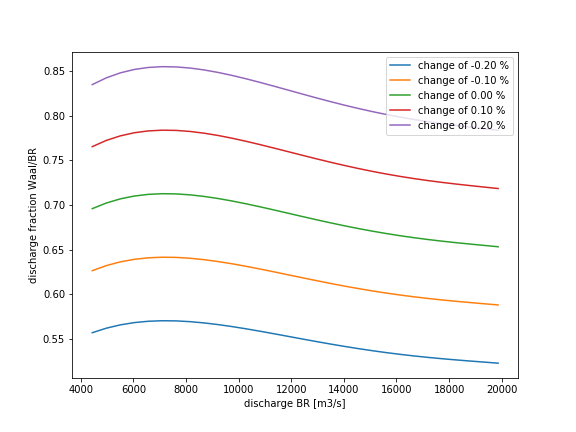 change of -0.20 %
change of -0.10 %
change of 0.00 %
change of 0.10 %
change of 0.20 %
discharge fraction Waal/BR
0.85
0.80
0.75
0.70
0.65
0.60
0.55
4000 6000 8000 10000 12000 14000 16000 18000 20000
discharge BR [m3/s]